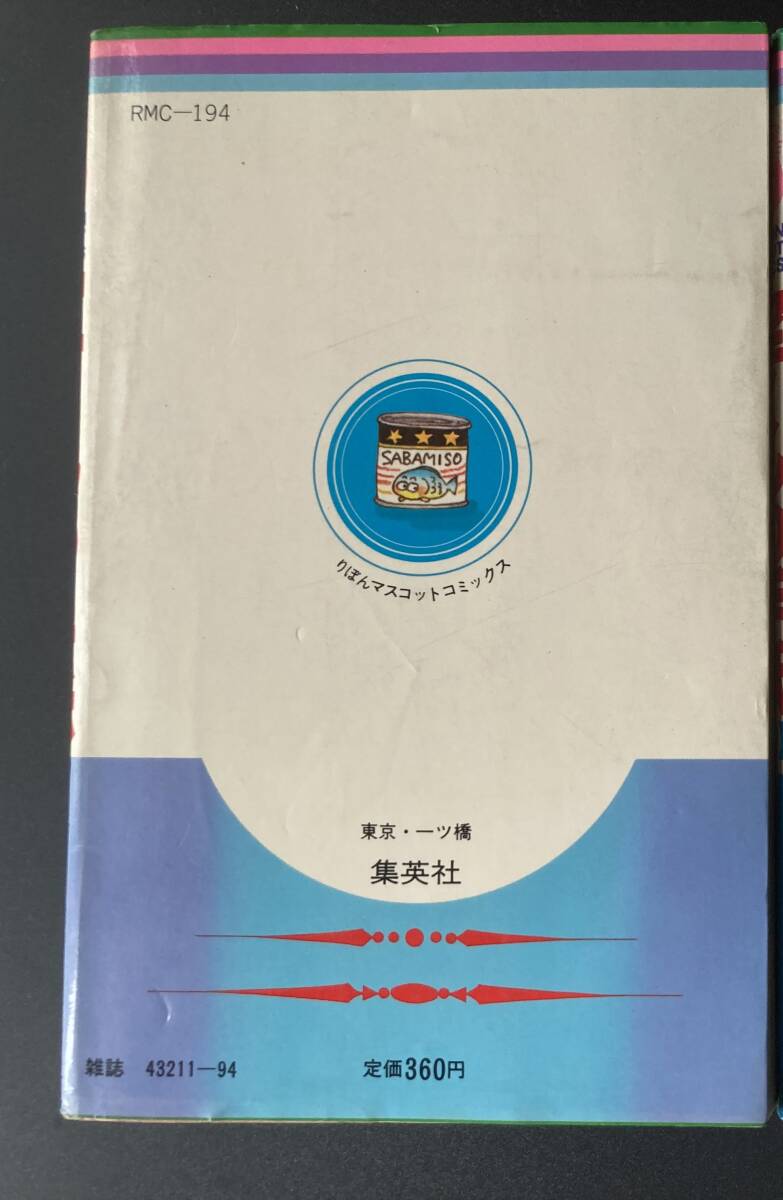 RMC-194
SABAMISO
りぼんマスコットコミックス
東京・一ツ橋
集英社
雑誌 43211-94
定価360円